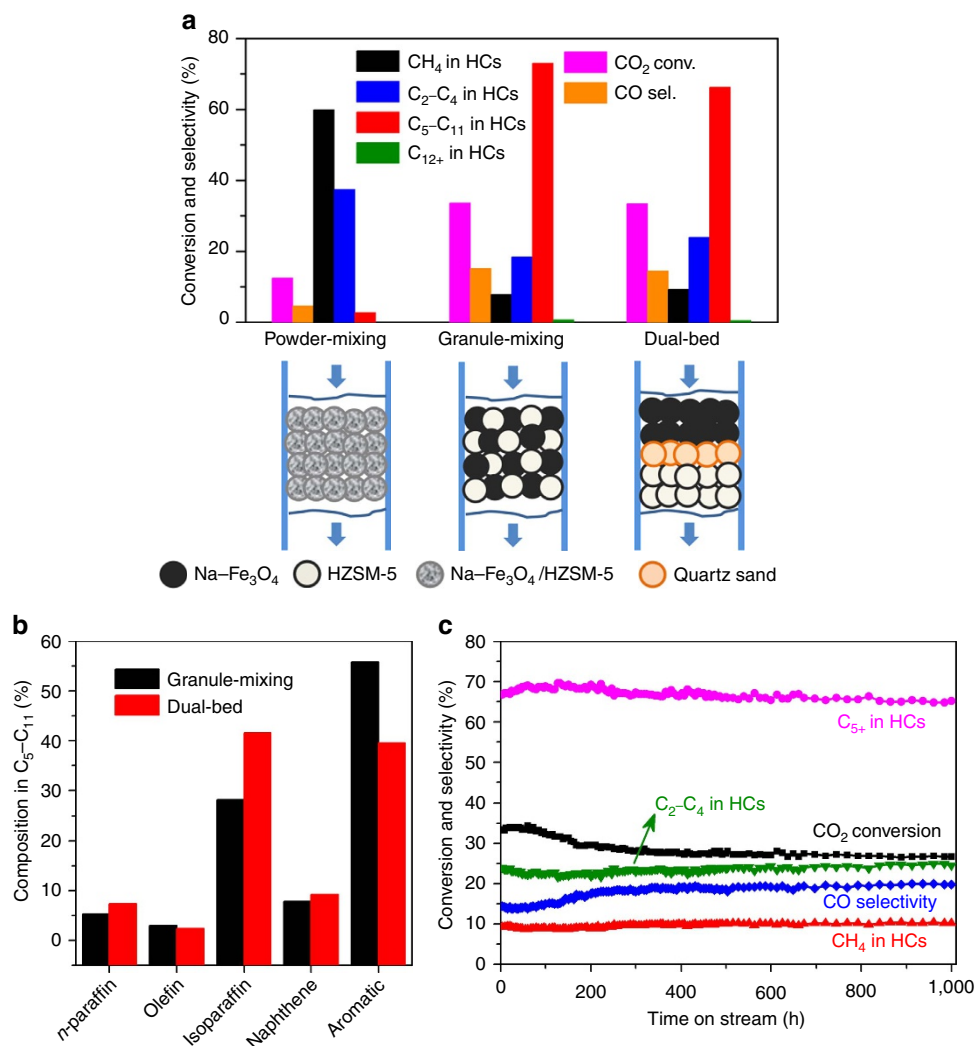 a
80
60
40
20
0
Conversion and selectivity (%)
CH4 in HCs
C2–C4 in HCs
C5–C11 in HCs
C12+ in HCs
CO2 conv.
CO sel.
Powder-mixing
Granule-mixing
Dual-bed
Na–Fe3O4
HZSM-5
Na–Fe3O4/HZSM-5
Quartz sand
b
60
50
40
30
20
10
0
Composition in C5–C11 (%)
Granule-mixing
Dual-bed
n-paraffin
Olefin
Isoparaffin
Naphthene
Aromatic
c
80
70
60
50
40
30
20
10
0
Conversion and selectivity (%)
C5+ in HCs
C2–C4 in HCs
CO2 conversion
CO selectivity
CH4 in HCs
0
200
400
600
800
1,000
Time on stream (h)